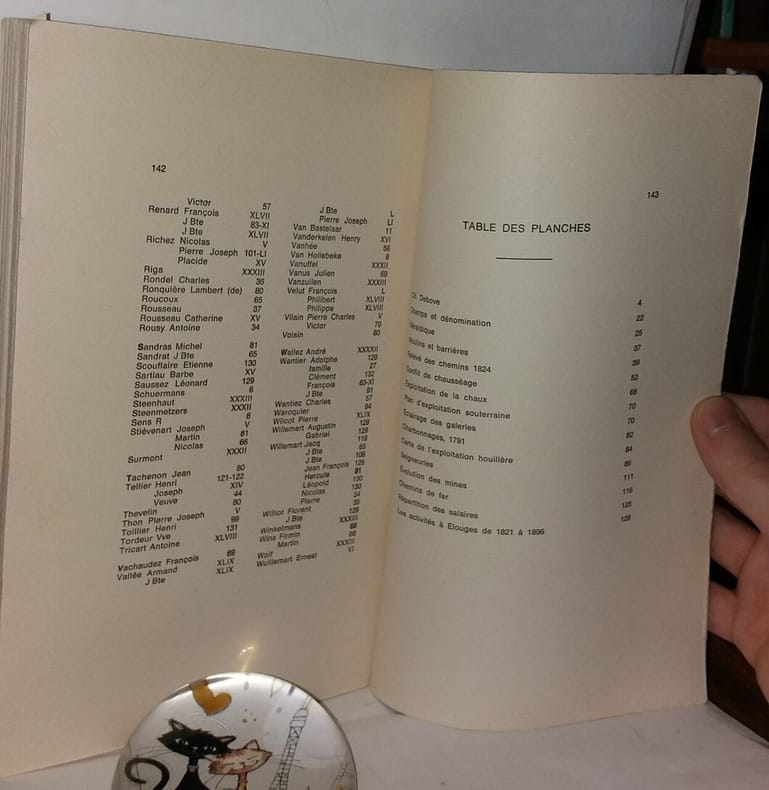 142
Victor 57
Renard François XLVII
J Bte 83-XI
J Bte XLVII
Richez Nicolas V
Pierre Joseph 101-LI
Placide XV
Riga XXXIII
Rondel Charles 36
Ronquière Lambert (de) 80
Roucoux 65
Rousseau 37
Rousseau Catherine XV
Rousy Antoine 34
Sandras Michel 81
Sandrat J Bte 65
Scouflaire Etienne 130
Sartiau Barbe XV
Saussez Léonard 129
Schuermans 6
Steenhaut XXXIII
Steenmetzers XXXII
Sens R 8
Stiévenart Joseph V
Martin 81
Nicolas 66
Surmont XXXII
Tachenon Jean 80
Tellier Henri 121-122
Joseph XIV
Veuve 44
Thevelin 80
Thon Pierre Joseph V
Toillier Henri 99
Tordeur Vve 131
Tricart Antoine XLVIII
Vachaudez François 69
Vallée Armand XLIX
J Bte XLIX
J Bte L
Pierre Joseph LI
Van Bastelaar 11
Vanderkelen Henry XVI
Vanhée 56
Van Hollebeke 8
Vanuffel XXXII
Vanus Julien 69
Vanzuilen XXXIII
Velut François L
Philibert XLVIII
Philippe XLVIII
Vilain Pierre Charles V
Victor 70
Voisin 60
Wallez André XXXXII
Wantier Adolphe 129
famille 27
Clément 132
François 83-XI
J Bte 91
Wantiez Charles 57
Waroquier 94
Wilcot Pierre XLIX
Willemart Augustin 129
Gabriel 129
Willemart Jacq 119
J Bte 65
J Bte 106
Jean François 129
Hercule 81
Léopold 130
Nicolas 34
Pierre 35
Williot Florent 129
J Bte XXXIII
Winkelmans 68
Wins Firmin 68
Martin XXXIII
Wolf VI
Wuillemart Ernest
143
TABLE DES PLANCHES
Ch. Debove 4
Champs et dénomination 22
Héraldique 25
Moulins et barrières 37
Relevé des chemins 1824 39
Conflit de chausséage 52
Exploitation de la chaux 68
Plan d'exploitation souterraine 70
Eclairage des galeries 70
Charbonnages, 1791 82
Carte de l'exploitation houillère 84
Seigneuries 86
Evolution des mines 111
Chemins de fer 116
Répartition des salaires 125
Les activités à Elouges de 1821 à 1896 128